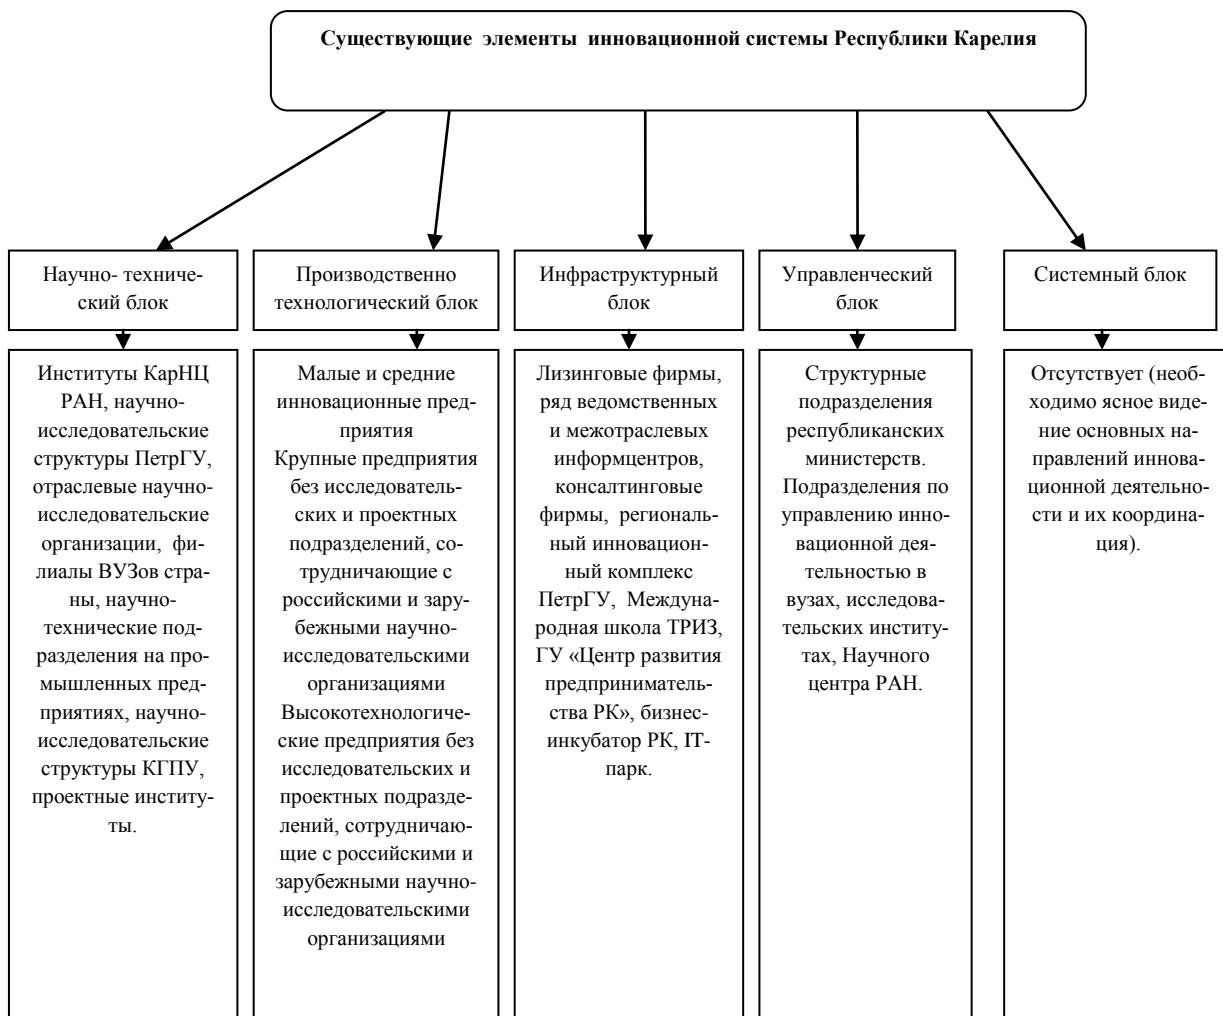 Существующие элементы инновационной системы Республики Карелия
Научно- техниче-
ский блок
Производственно
технологический блок
Инфраструктурный
блок
Управленческий
блок
Системный блок
Институты КарНЦ
РАН, научно-
исследовательские
структуры ПетрГУ,
отраслевые научно-
исследовательские
организации, фи-
лиалы ВУЗов стра-
ны, научно-
технические под-
разделения на про-
мышленных пред-
приятиях, научно-
исследовательские
структуры КГПУ,
проектные институ-
ты.
Малые и средние
инновационные пред-
приятия
Крупные предприятия
без исследователь-
ских и проектных
подразделений, со-
трудничающие с
российскими и зару-
бежными научно-
исследовательскими
организациями
Высокотехнологиче-
ские предприятия без
исследовательских и
проектных подразде-
лений, сотрудничаю-
щие с российскими и
зарубежными научно-
исследовательскими
организациями
Лизинговые фирмы,
ряд ведомственных
и межотраслевых
информцентров,
консалтинговые
фирмы, региональ-
ный инновацион-
ный комплекс
ПетрГУ, Междуна-
родная школа ТРИЗ,
ГУ «Центр развития
предприниматель-
ства РК», бизнес-
инкубатор РК, IT-
парк.
Структурные
подразделения
республиканских
министерств.
Подразделения по
управлению инно-
вационной дея-
тельностью в
вузах, исследова-
тельских институ-
тах, Научного
центра РАН.
Отсутствует (необ-
ходимо ясное виде-
ние основных на-
правлений иннова-
ционной деятельно-
сти и их координа-
ция).